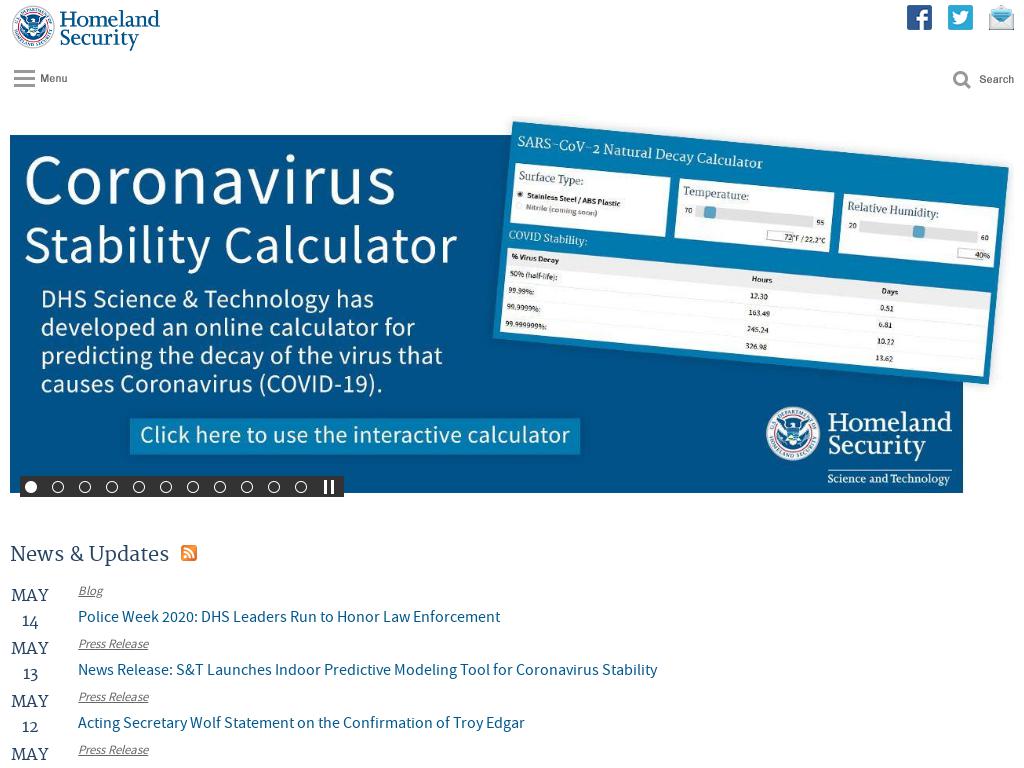 Homeland
Security
Menu
Search
Coronavirus
Stability Calculator
DHS Science & Technology has
developed an online calculator for
predicting the decay of the virus that
causes Coronavirus (COVID-19).
Click here to use the interactive calculator
SARS-CoV-2 Natural Decay Calculator
Surface Type:
Stainless Steel / ABS Plastic
Nitrile (coming soon)
Temperature:
70
95
72°F / 22.2°C
Relative Humidity:
20
60
40%
COVID Stability:
% Virus Decay Hours Days
50% (half-life): 12.30 0.51
99.99%: 163.49 6.81
99.9999%: 245.24 10.22
99.999999%: 326.98 13.62
Homeland
Security
Science and Technology
News & Updates
MAY
14
Blog
Police Week 2020: DHS Leaders Run to Honor Law Enforcement
MAY
13
Press Release
News Release: S&T Launches Indoor Predictive Modeling Tool for Coronavirus Stability
MAY
12
Press Release
Acting Secretary Wolf Statement on the Confirmation of Troy Edgar
MAY
Press Release